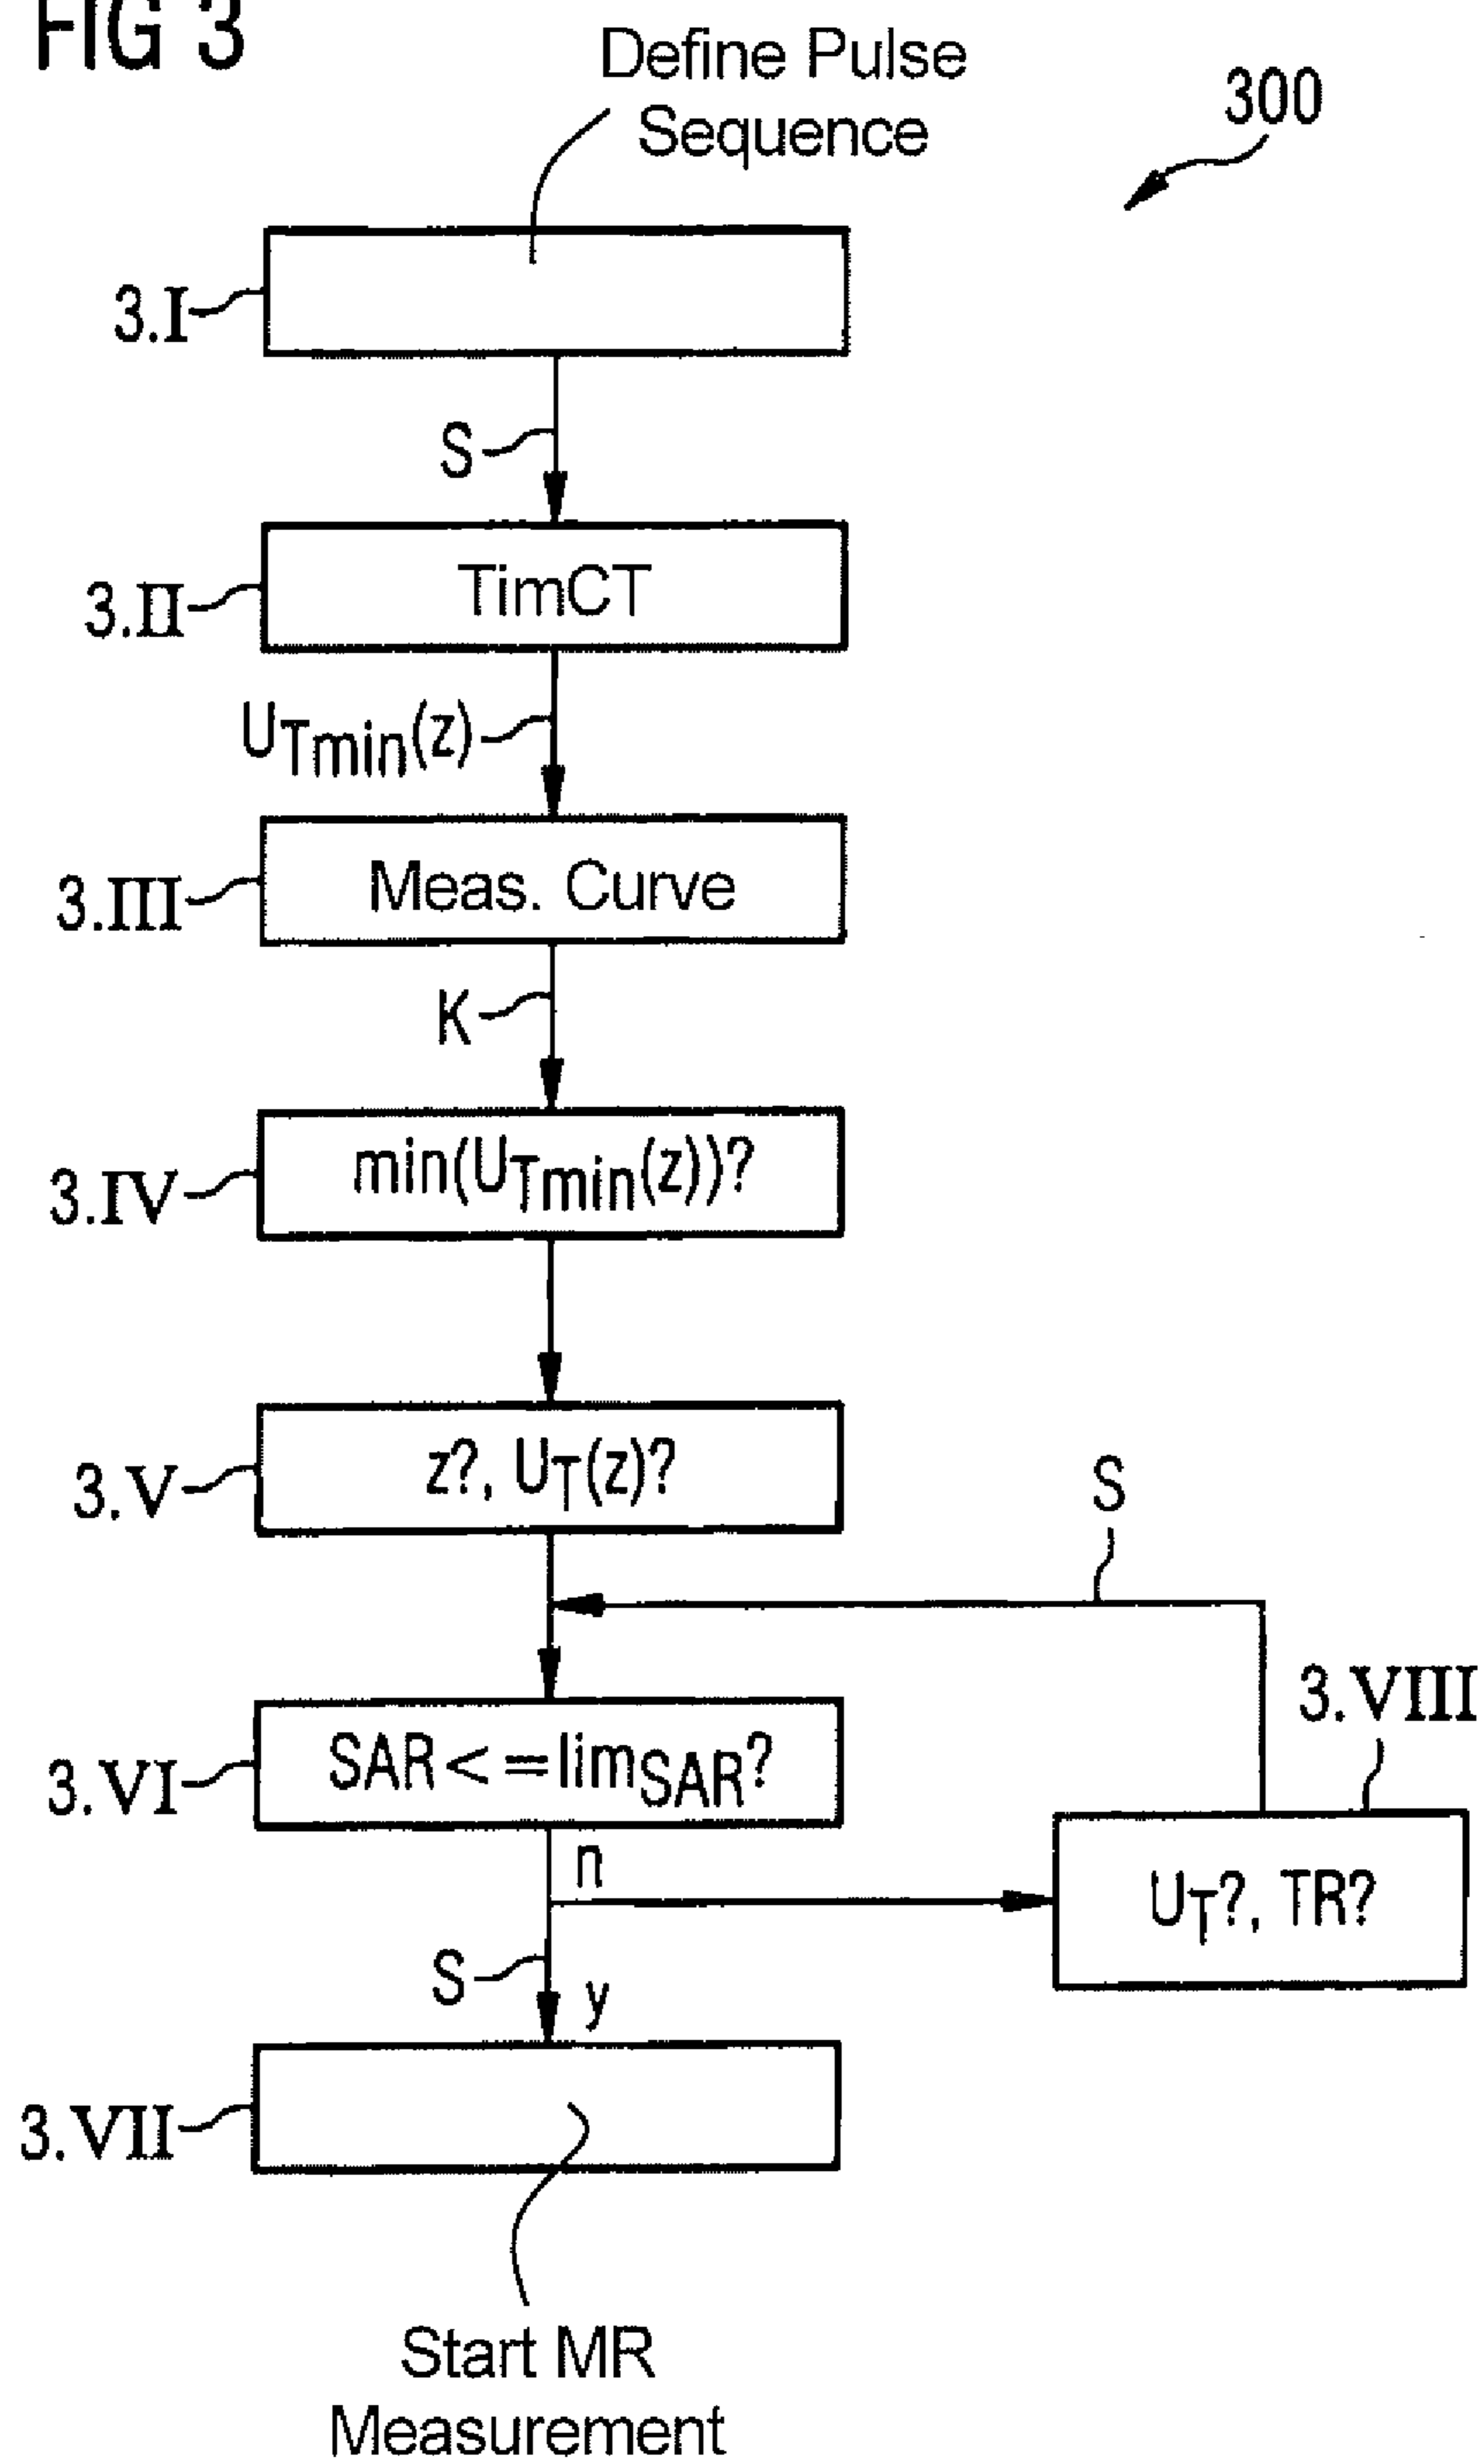 FIG 3
Define Pulse
Sequence
300
3.I
S
3.II
TimCT
UTmin(z)
3.III
Meas. Curve
K
3.IV
min(UTmin(z))?
3.V
z?, UT(z)?
S
3.VIII
3.VI
SAR<=limSAR?
n
UT?, TR?
S
y
3.VII
Start MR
Measurement